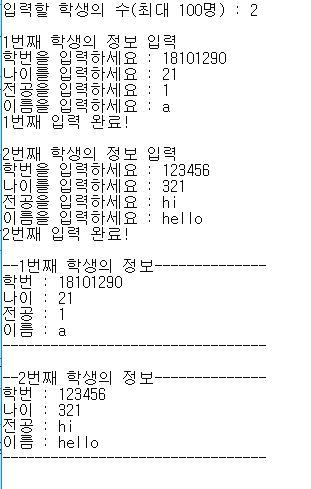 입력할 학생의 수(최대 100명) : 2
1번째 학생의 정보 입력
학번을 입력하세요 : 18101290
나이를 입력하세요 : 21
전공을 입력하세요 : 1
이름을 입력하세요 : a
1번째 입력 완료!
2번째 학생의 정보 입력
학번을 입력하세요 : 123456
나이를 입력하세요 : 321
전공을 입력하세요 : hi
이름을 입력하세요 : hello
2번째 입력 완료!
--1번째 학생의 정보--------------
학번 : 18101290
나이 : 21
전공 : 1
이름 : a
---------------------------------
--2번째 학생의 정보--------------
학번 : 123456
나이 : 321
전공 : hi
이름 : hello
---------------------------------